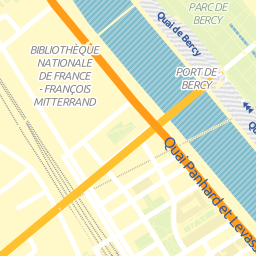 PARC DE
BERCY
Quai de Bercy
BIBLIOTHÈQUE
NATIONALE
DE FRANCE
- FRANÇOIS
MITTERRAND
PORT DE
BERCY
Quai Panhard et Levas